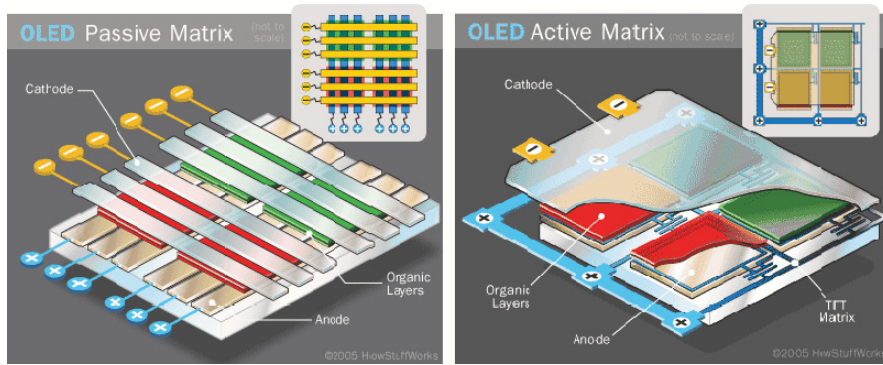 OLED Passive Matrix (not to
scale)
Cathode
Organic
Layers
Anode
©2005 HowStuffWorks
OLED Active Matrix (not to scale)
Cathode
Organic
Layers
Anode
TFT
Matrix
©2005 HowStuffWorks